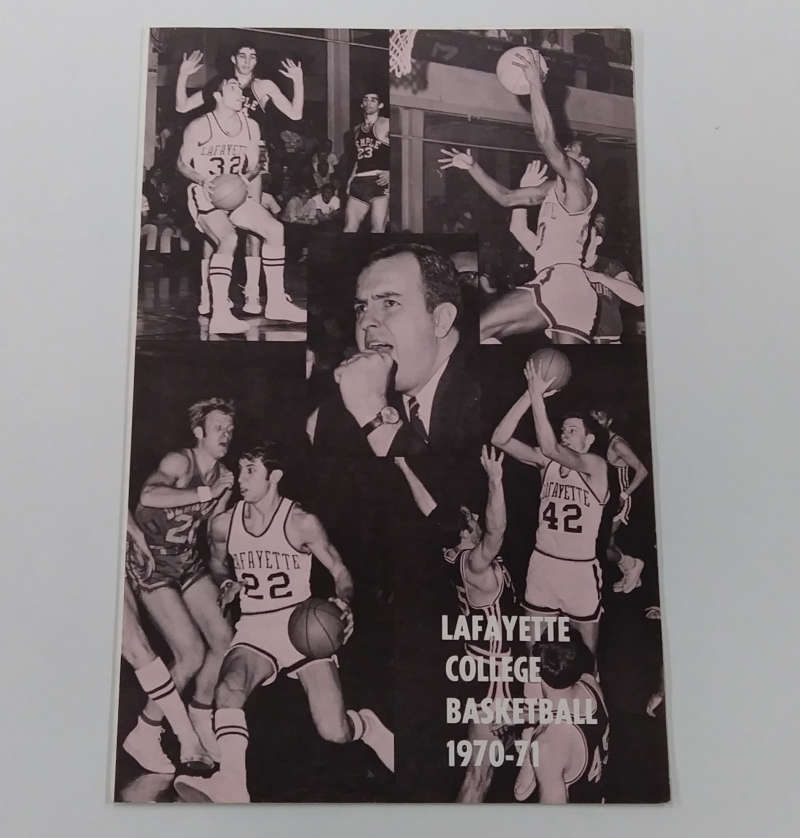 LAFAYETTE
32
23
LAFAYETTE
22
LAFAYETTE
42
LAFAYETTE
COLLEGE
BASKETBALL
1970-71